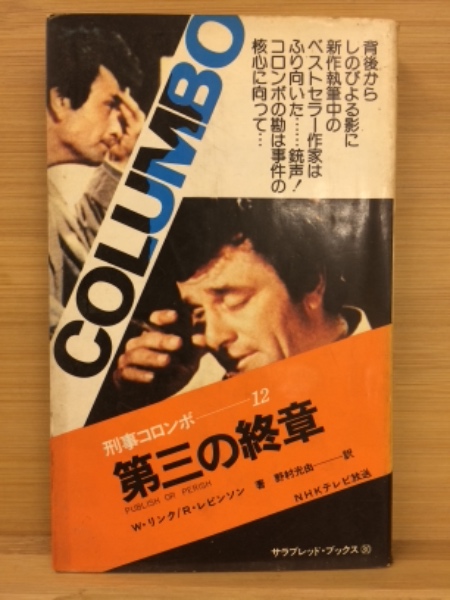 COLUMBO
背後から
しのびよる影に
新作執筆中の
ベストセラー作家は
ふり向いた……銃声!
コロンボの勘は事件の
核心に向って…
刑事コロンボ――12
第三の終章
PUBLISH OR PERISH
W・リンク/R・レビンソン 著 野村光由――訳
NHKテレビ放送
サラブレッド・ブックス30